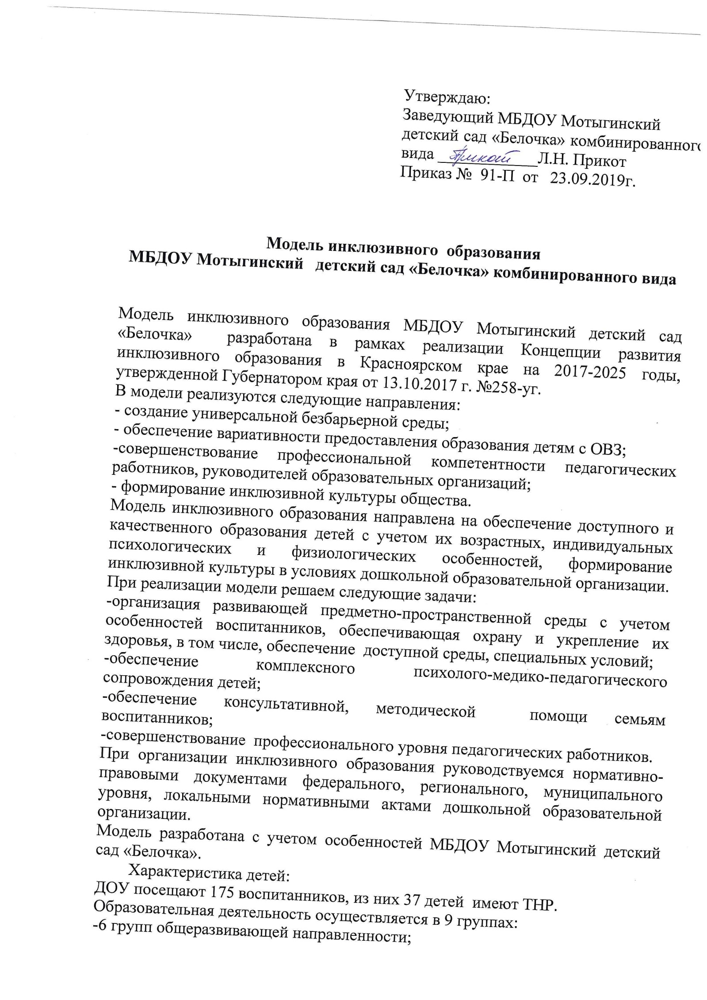 Утверждаю:
Заведующий МБДОУ Мотыгинский
детский сад «Белочка» комбинированного
вида Прикот Л.Н. Прикот
Приказ № 91-П от 23.09.2019г.
Модель инклюзивного образования
МБДОУ Мотыгинский детский сад «Белочка» комбинированного вида
Модель инклюзивного образования МБДОУ Мотыгинский детский сад
«Белочка» разработана в рамках реализации Концепции развития
инклюзивного образования в Красноярском крае на 2017-2025 годы,
утвержденной Губернатором края от 13.10.2017 г. №258-уг.
В модели реализуются следующие направления:
- создание универсальной безбарьерной среды;
- обеспечение вариативности предоставления образования детям с ОВЗ;
-совершенствование профессиональной компетентности педагогических
работников, руководителей образовательных организаций;
- формирование инклюзивной культуры общества.
Модель инклюзивного образования направлена на обеспечение доступного и
качественного образования детей с учетом их возрастных, индивидуальных
психологических и физиологических особенностей, формирование
инклюзивной культуры в условиях дошкольной образовательной организации.
При реализации модели решаем следующие задачи:
-организация развивающей предметно-пространственной среды с учетом
особенностей воспитанников, обеспечивающая охрану и укрепление их
здоровья, в том числе, обеспечение доступной среды, специальных условий;
-обеспечение комплексного психолого-медико-педагогического
сопровождения детей;
-обеспечение консультативной, методической помощи семьям
воспитанников;
-совершенствование профессионального уровня педагогических работников.
При организации инклюзивного образования руководствуемся нормативно-
правовыми документами федерального, регионального, муниципального
уровня, локальными нормативными актами дошкольной образовательной
организации.
Модель разработана с учетом особенностей МБДОУ Мотыгинский детский
сад «Белочка».
Характеристика детей:
ДОУ посещают 175 воспитанников, из них 37 детей имеют ТНР.
Образовательная деятельность осуществляется в 9 группах:
-6 групп общеразвивающей направленности;